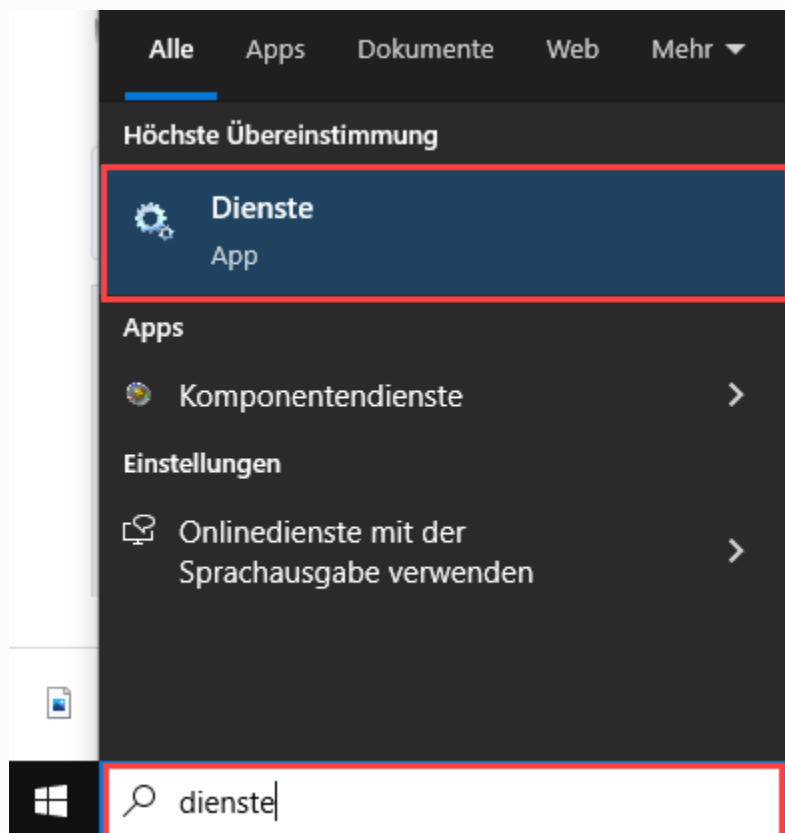 Alle Apps Dokumente Web Mehr
Höchste Übereinstimmung
Dienste
App
Apps
Komponentendienste
Einstellungen
Onlinedienste mit der
Sprachausgabe verwenden
dienste